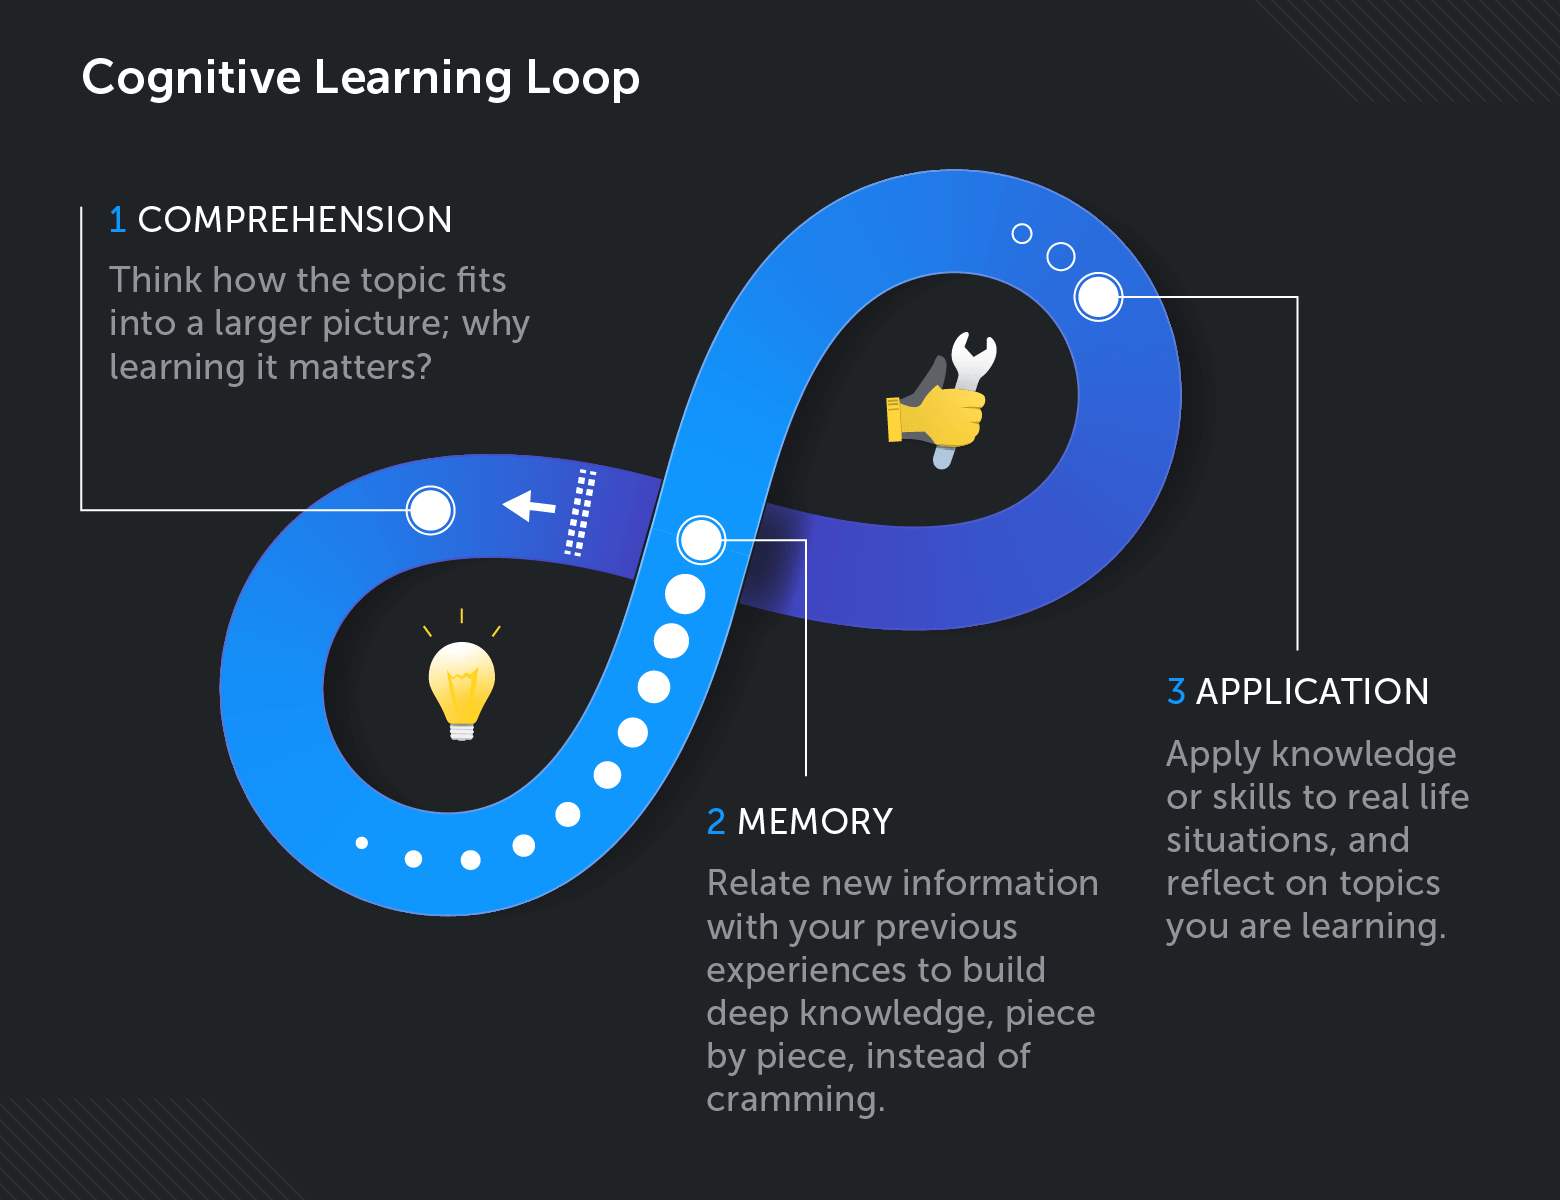 Cognitive Learning Loop
1 COMPREHENSION
Think how the topic fits
into a larger picture; why
learning it matters?
2 MEMORY
Relate new information
with your previous
experiences to build
deep knowledge, piece
by piece, instead of
cramming.
3 APPLICATION
Apply knowledge
or skills to real life
situations, and
reflect on topics
you are learning.